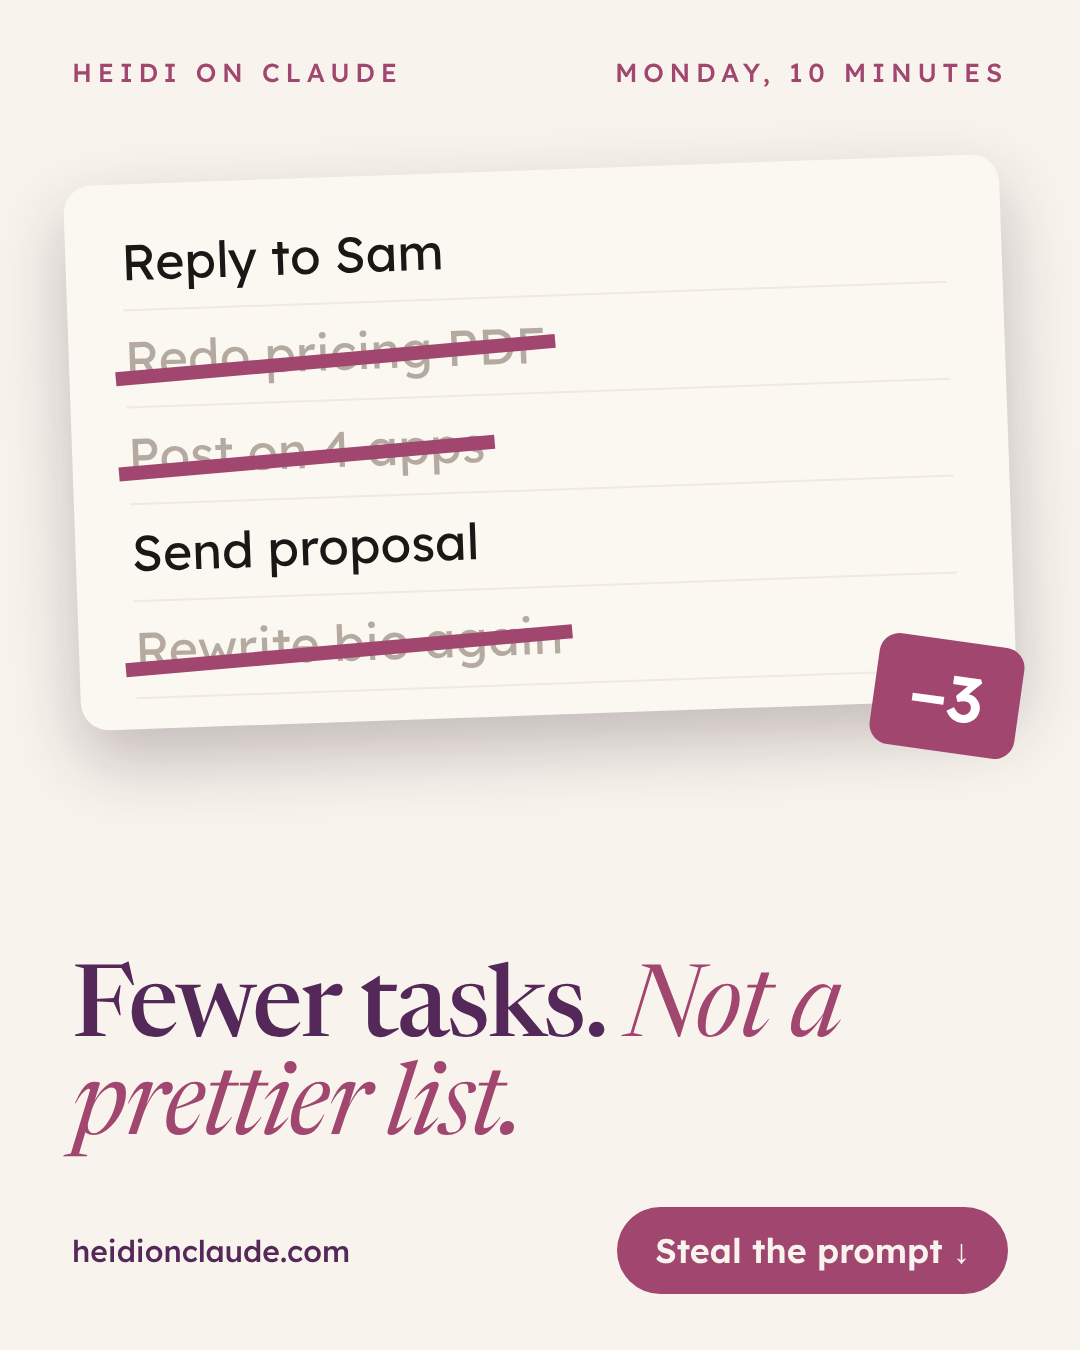 HEIDI ON CLAUDE
MONDAY, 10 MINUTES
Reply to Sam
Redo pricing PDF
Post on 4 apps
Send proposal
Rewrite bio again
–3
Fewer tasks. Not a
prettier list.
heidionclaude.com
Steal the prompt ↓